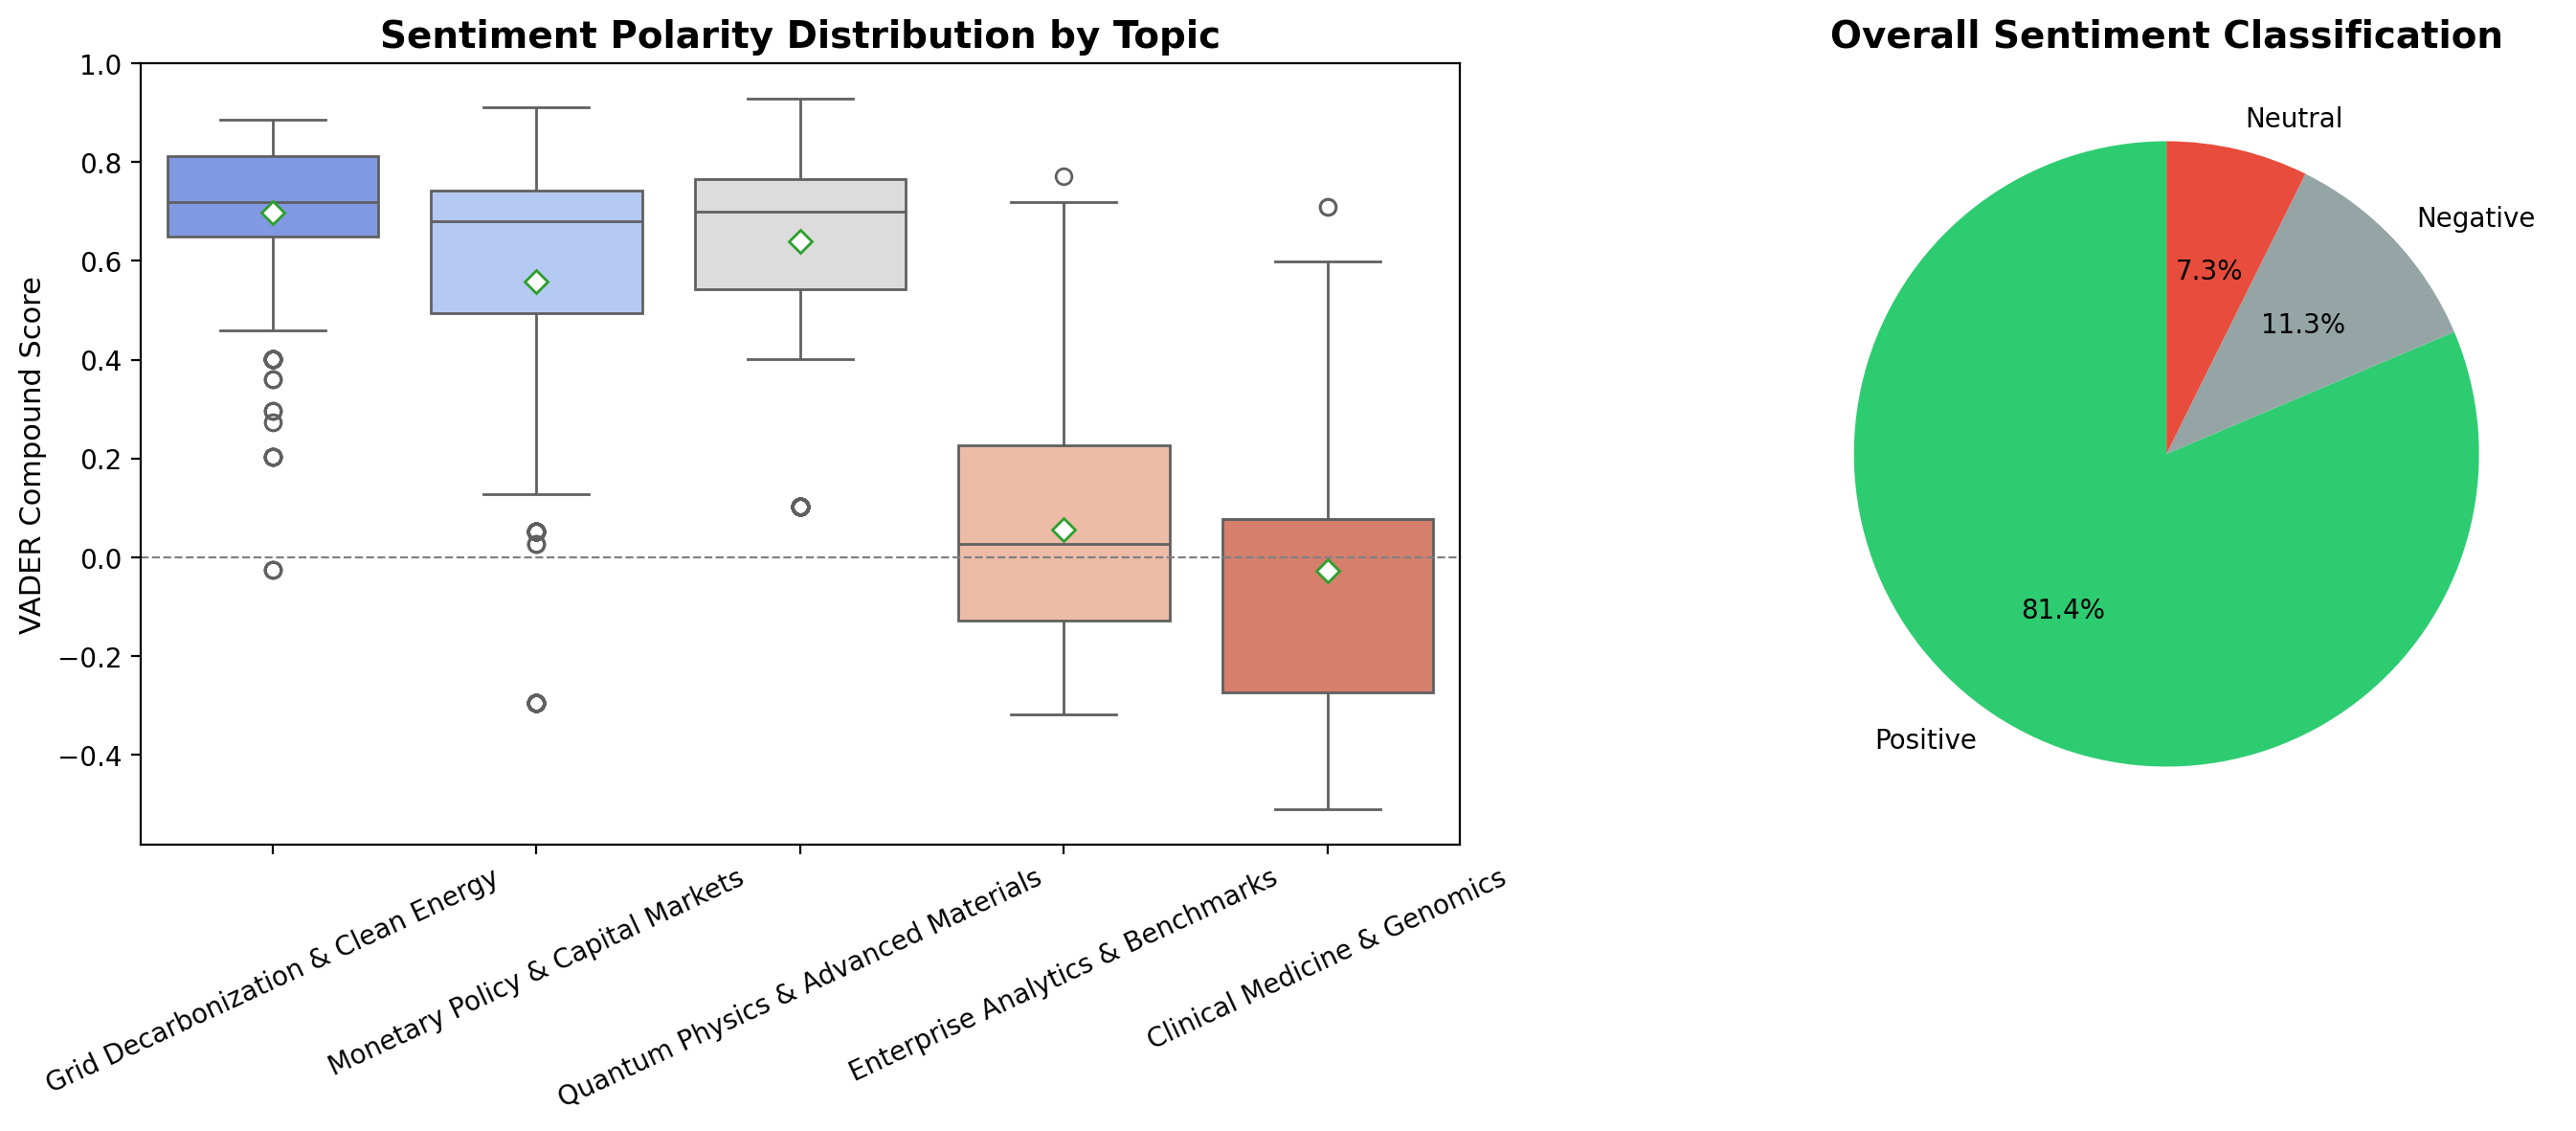 Sentiment Polarity Distribution by Topic
VADER Compound Score
1.0
0.8
0.6
0.4
0.2
0.0
−0.2
−0.4
Grid Decarbonization & Clean Energy
Monetary Policy & Capital Markets
Quantum Physics & Advanced Materials
Enterprise Analytics & Benchmarks
Clinical Medicine & Genomics
Overall Sentiment Classification
Neutral
Negative
7.3%
11.3%
81.4%
Positive